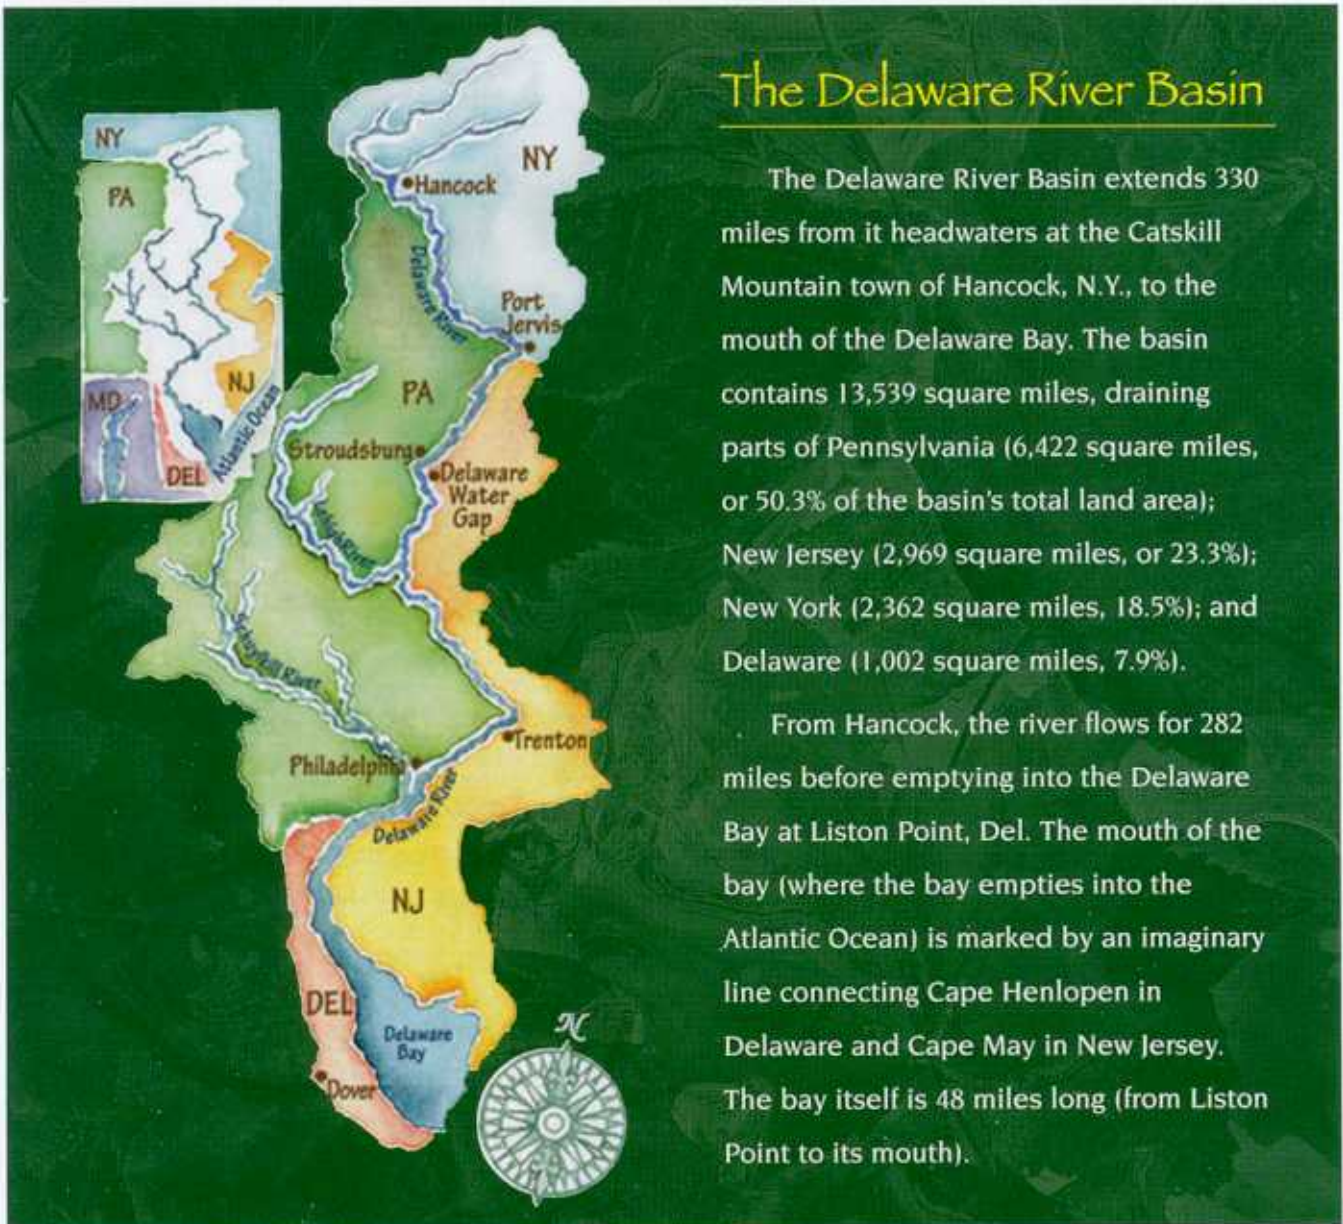 The Delaware River Basin
The Delaware River Basin extends 330
miles from it headwaters at the Catskill
Mountain town of Hancock, N.Y., to the
mouth of the Delaware Bay. The basin
contains 13,539 square miles, draining
parts of Pennsylvania (6,422 square miles,
or 50.3% of the basin's total land area);
New Jersey (2,969 square miles, or 23.3%);
New York (2,362 square miles, 18.5%); and
Delaware (1,002 square miles, 7.9%).
From Hancock, the river flows for 282
miles before emptying into the Delaware
Bay at Liston Point, Del. The mouth of the
bay (where the bay empties into the
Atlantic Ocean) is marked by an imaginary
line connecting Cape Henlopen in
Delaware and Cape May in New Jersey.
The bay itself is 48 miles long (from Liston
Point to its mouth).
NY
PA
NJ
MD
DEL
Atlantic Ocean
NY
Hancock
Delaware River
Port
Jervis
PA
Stroudsburg
Delaware
Water
Gap
Lehigh River
Schuylkill River
Trenton
Philadelphia
Delaware River
NJ
DEL
Delaware
Bay
Dover
N